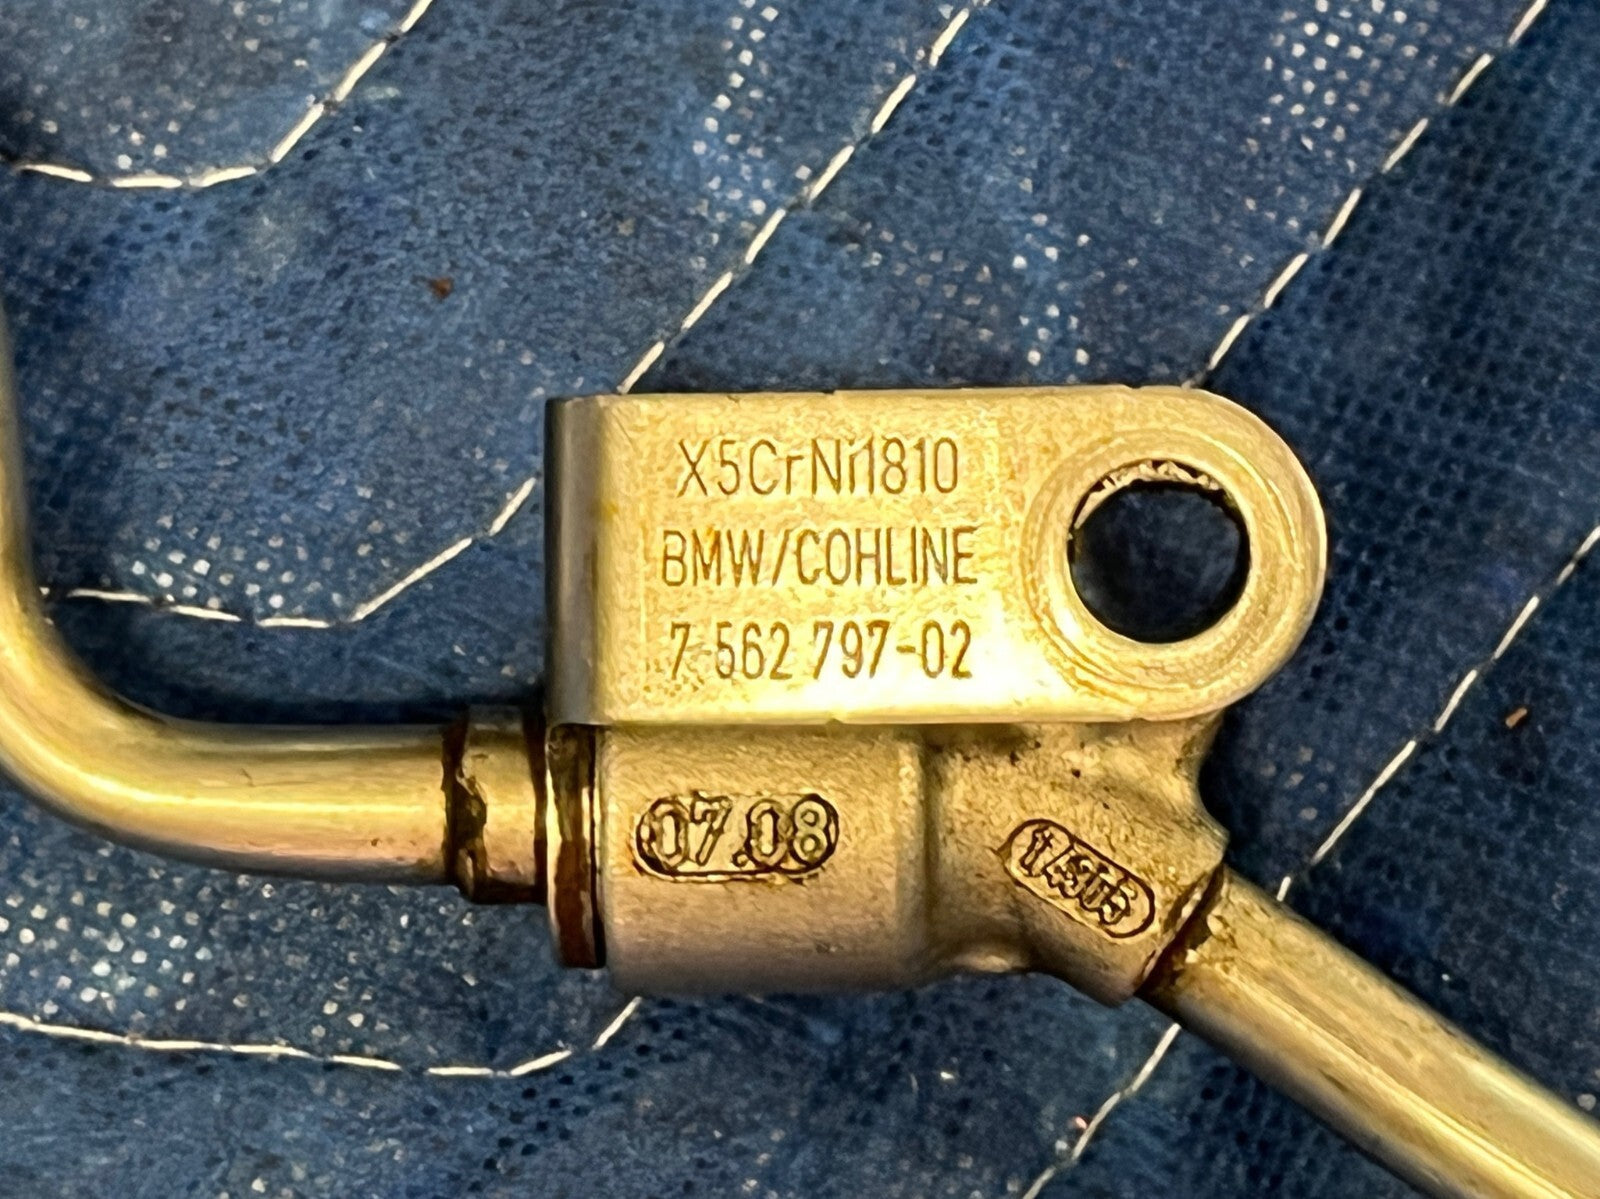 X5CrNi1810
BMW/COHLINE
7 562 797-02
07.08